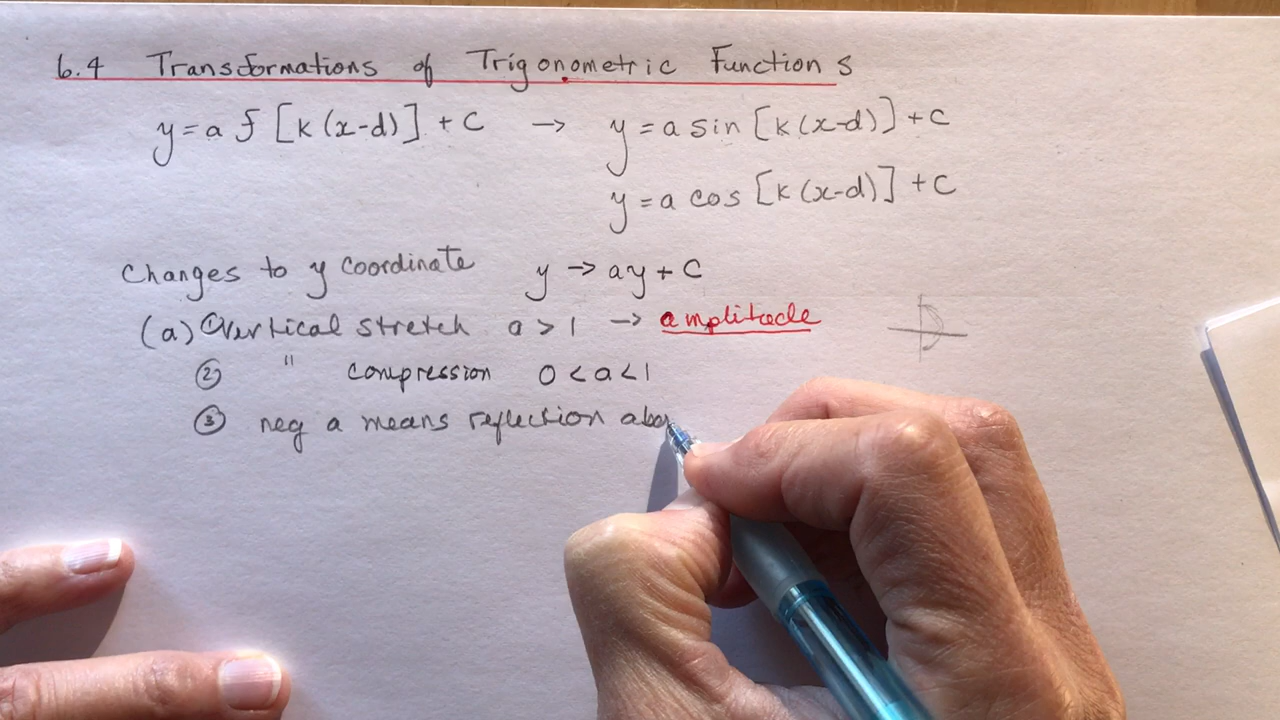 6.4 Transformations of Trigonometric Functions
y = a f [k(x-d)] + c → y = a sin [k(x-d)] + c
y = a cos [k(x-d)] + c
Changes to y coordinate y → ay + c
(a) ① vertical stretch a > 1 → amplitude
② " compression 0 < a < 1
③ neg a means reflection abou